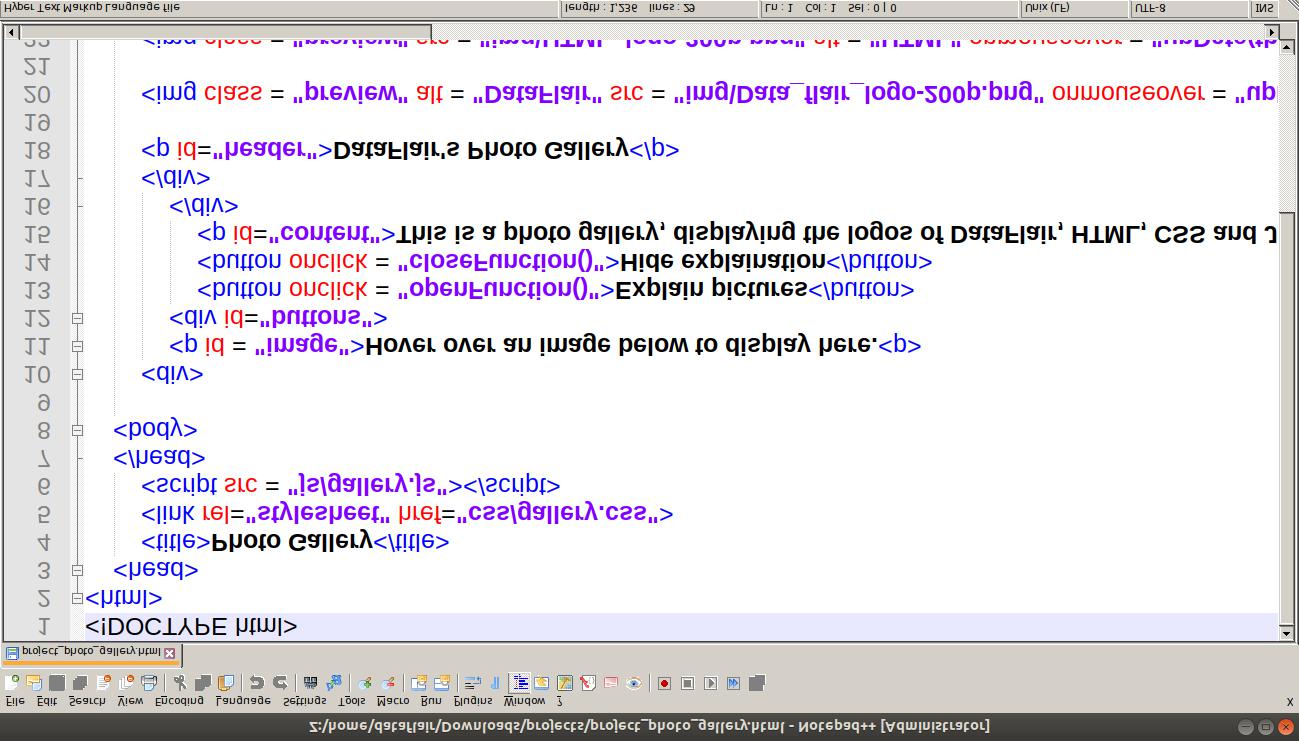 Z:\home\dataflair\Downloads\projects\project_photo_gallery.html - Notepad++ [Administrator]
File Edit Search View Encoding Language Settings Tools Macro Run Plugins Window ? X
project_photo_gallery.html
1 <!DOCTYPE html>
2 <html>
3 <head>
4 <title>Photo Gallery</title>
5 <link rel="stylesheet" href="css/gallery.css">
6 <script src = "js/gallery.js"></script>
7 </head>
8 <body>
9
10 <div>
11 <p id = "image">Hover over an image below to display here.<p>
12 <div id="buttons">
13 <button onclick = "openFunction()">Explain pictures</button>
14 <button onclick = "closeFunction()">Hide explaination</button>
15 <p id="content">This is a photo gallery, displaying the logos of DataFlair, HTML, CSS and J
16 </div>
17 </div>
18 <p id="header">DataFlair's Photo Gallery</p>
19
20 <img class = "preview" alt = "DataFlair" src = "img\Data_flair_logo-200p.png" onmouseover = "up
21
22 <img class = "preview" src = "img\HTML_logo-200p.png" alt = "HTML" onmouseover = "upDate(th
Hyper Text Markup Language file length : 1,236 lines : 29 Ln : 1 Col : 1 Sel : 0 | 0 Unix (LF) UTF-8 INS